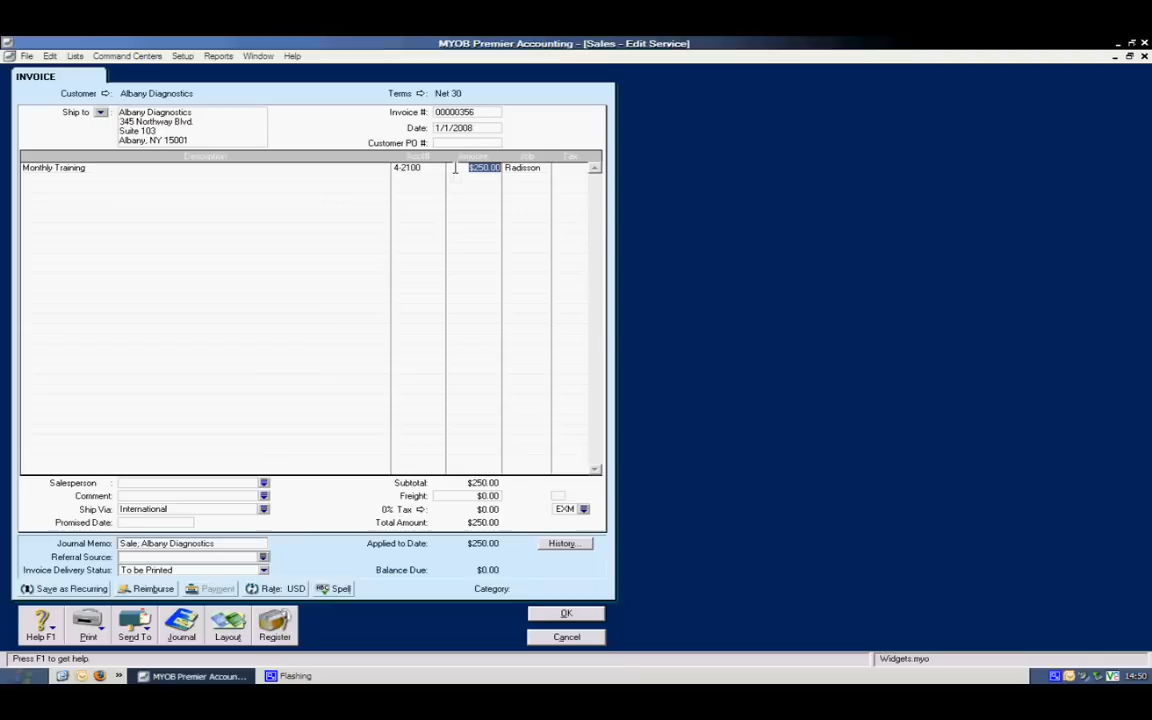 MYOB Premier Accounting - [Sales - Edit Service]
File Edit Lists Command Centers Setup Reports Window Help
INVOICE
Customer Albany Diagnostics Terms Net 30
Ship to : Albany Diagnostics Invoice #: 00000356
345 Northway Blvd. Date: 1/1/2008
Suite 103
Albany, NY 15001 Customer PO #:
Description Acct# Amount Job Tax
Monthly Training 4-2100 $250.00 Radisson
Salesperson : Subtotal: $250.00
Comment: Freight: $0.00
Ship Via: International 0% Tax : $0.00 EXM
Promised Date: Total Amount: $250.00
Journal Memo: Sale; Albany Diagnostics Applied to Date: $250.00 History...
Referral Source:
Invoice Delivery Status: To be Printed Balance Due: $0.00
Save as Recurring Reimburse Payment Rate: USD ABC Spell Category:
Help F1 Print Send To Journal Layout Register OK
Cancel
Press F1 to get help. Widgets.myo
» MYOB Premier Accoun... Flashing 14:50